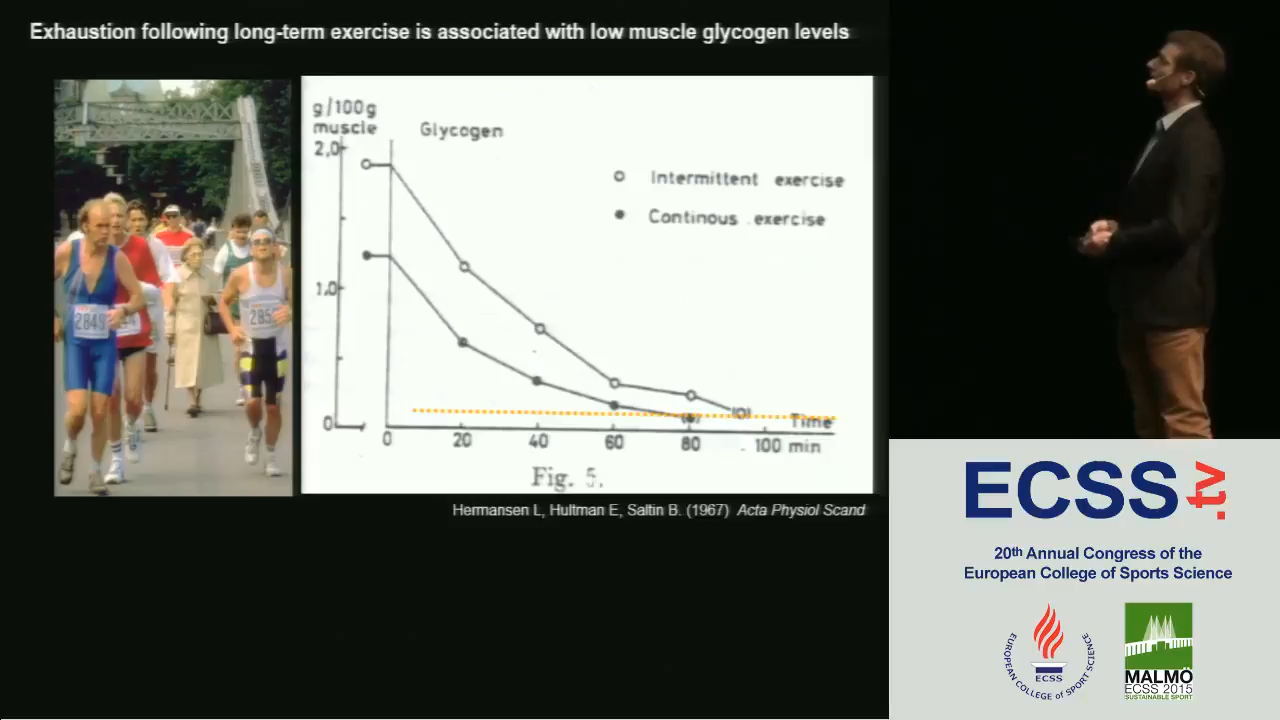 Exhaustion following long-term exercise is associated with low muscle glycogen levels
g/100g
muscle
Glycogen
2,0
Intermittent exercise
Continous exercise
1,0
0
Time
0 20 40 60 80 100 min
Fig. 5.
2849
285
Hermansen L, Hultman E, Saltin B. (1967) Acta Physiol Scand
ECSS.tv
20th Annual Congress of the
European College of Sports Science
EUROPEAN COLLEGE OF SPORT SCIENCE
ECSS
MALMÖ
ECSS 2015
SUSTAINABLE SPORT